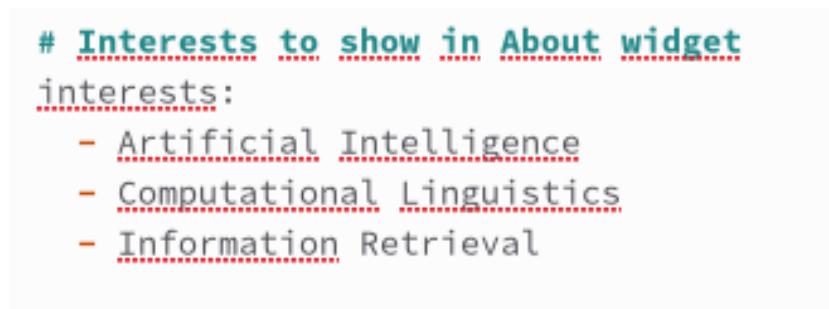 # Interests to show in About widget
interests:
- Artificial Intelligence
- Computational Linguistics
- Information Retrieval